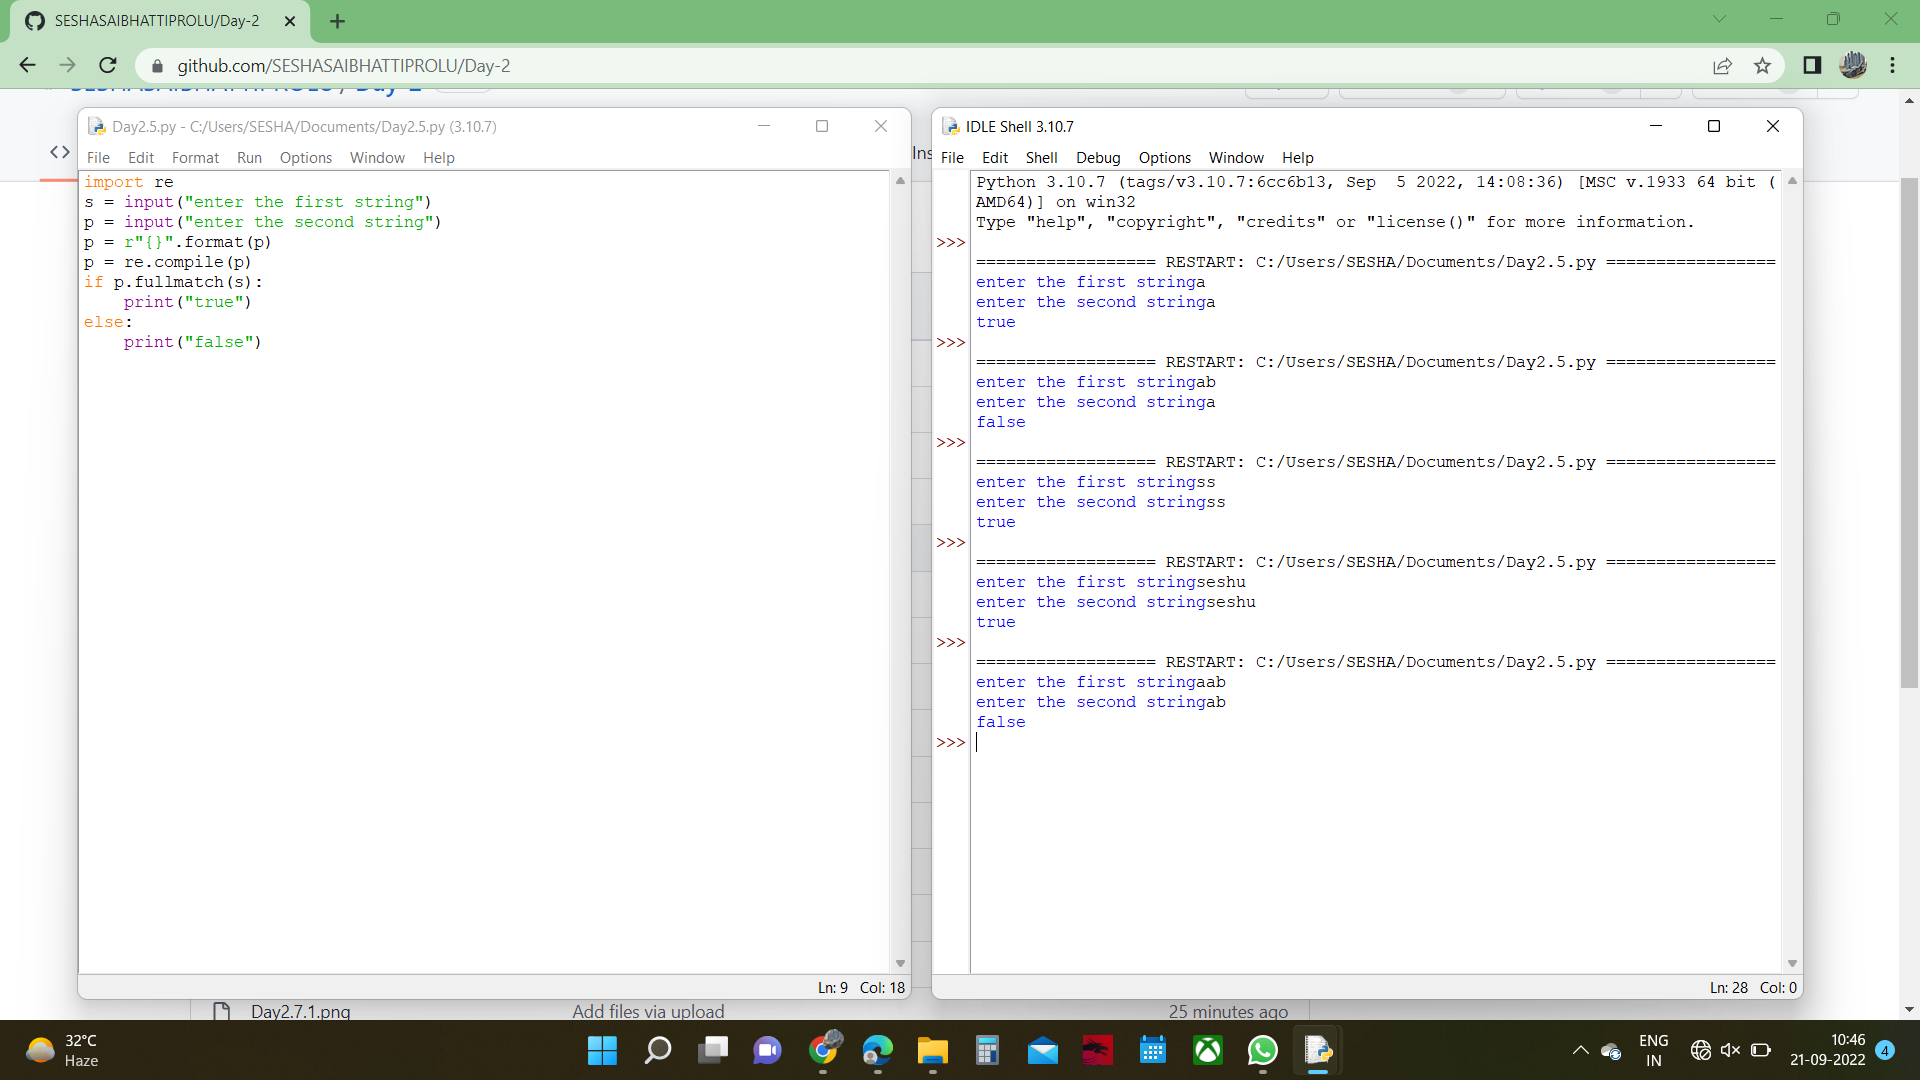 SESHASAIBHATTIPROLU/Day-2
github.com/SESHASAIBHATTIPROLU/Day-2
Day2.5.py - C:/Users/SESHA/Documents/Day2.5.py (3.10.7)
File Edit Format Run Options Window Help
import re
s = input("enter the first string")
p = input("enter the second string")
p = r"{}".format(p)
p = re.compile(p)
if p.fullmatch(s):
    print("true")
else:
    print("false")
Ln: 9 Col: 18
Ins
IDLE Shell 3.10.7
File Edit Shell Debug Options Window Help
Python 3.10.7 (tags/v3.10.7:6cc6b13, Sep  5 2022, 14:08:36) [MSC v.1933 64 bit (
AMD64)] on win32
Type "help", "copyright", "credits" or "license()" for more information.
>>>
================== RESTART: C:/Users/SESHA/Documents/Day2.5.py =================
enter the first stringa
enter the second stringa
true
>>>
================== RESTART: C:/Users/SESHA/Documents/Day2.5.py =================
enter the first stringab
enter the second stringa
false
>>>
================== RESTART: C:/Users/SESHA/Documents/Day2.5.py =================
enter the first stringss
enter the second stringss
true
>>>
================== RESTART: C:/Users/SESHA/Documents/Day2.5.py =================
enter the first stringseshu
enter the second stringseshu
true
>>>
================== RESTART: C:/Users/SESHA/Documents/Day2.5.py =================
enter the first stringaab
enter the second stringab
false
>>>
Ln: 28 Col: 0
Day2.7.1.png Add files via upload 25 minutes ago
32°C
Haze
ENG
IN
10:46
21-09-2022
4